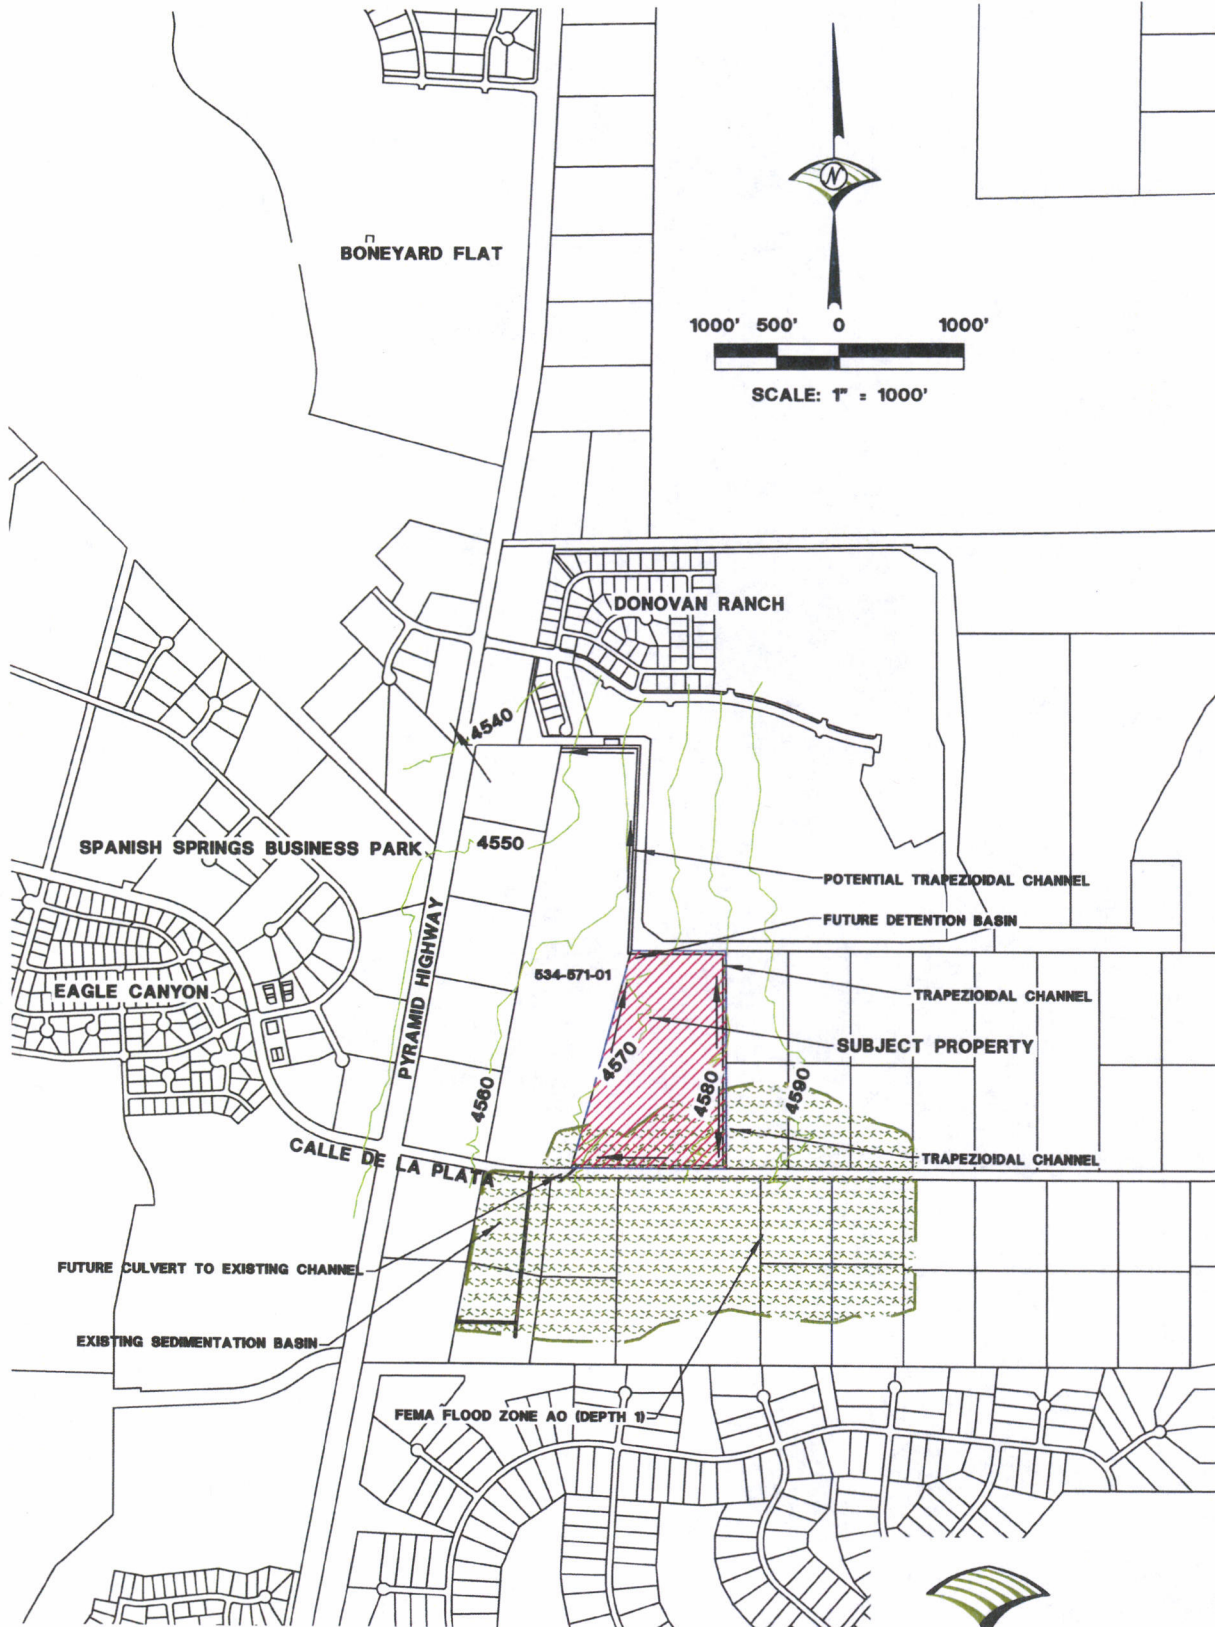 BONEYARD FLAT
N
1000' 500' 0 1000'
SCALE: 1" = 1000'
DONOVAN RANCH
4540
SPANISH SPRINGS BUSINESS PARK
4550
POTENTIAL TRAPEZIODAL CHANNEL
FUTURE DETENTION BASIN
PYRAMID HIGHWAY
534-571-01
EAGLE CANYON
TRAPEZIODAL CHANNEL
SUBJECT PROPERTY
4570
4560
4580
4590
CALLE DE LA PLATA
TRAPEZIODAL CHANNEL
FUTURE CULVERT TO EXISTING CHANNEL
EXISTING SEDIMENTATION BASIN
FEMA FLOOD ZONE AO (DEPTH 1)